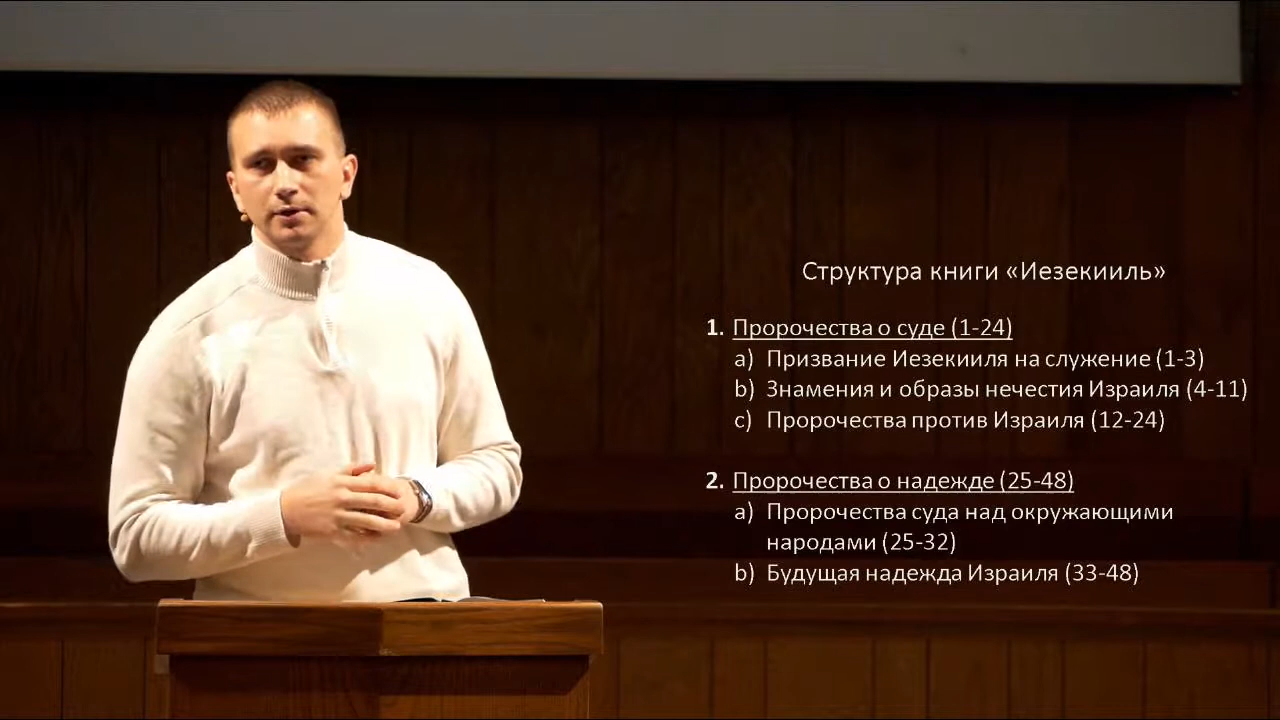 Структура книги «Иезекииль»
1. Пророчества о суде (1-24)
a) Призвание Иезекииля на служение (1-3)
b) Знамения и образы нечестия Израиля (4-11)
c) Пророчества против Израиля (12-24)
2. Пророчества о надежде (25-48)
a) Пророчества суда над окружающими
народами (25-32)
b) Будущая надежда Израиля (33-48)